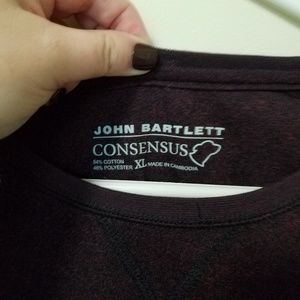 JOHN BARTLETT
CONSENSUS
54% COTTON
46% POLYESTER XL MADE IN CAMBODIA